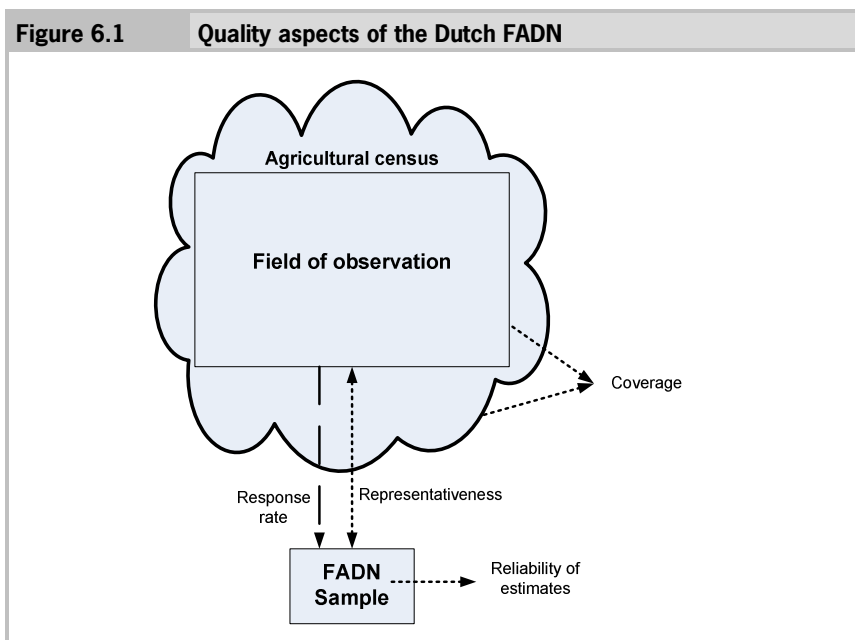 Figure 6.1 Quality aspects of the Dutch FADN
Agricultural census
Field of observation
Coverage
Response
rate
Representativeness
FADN
Sample
Reliability of
estimates